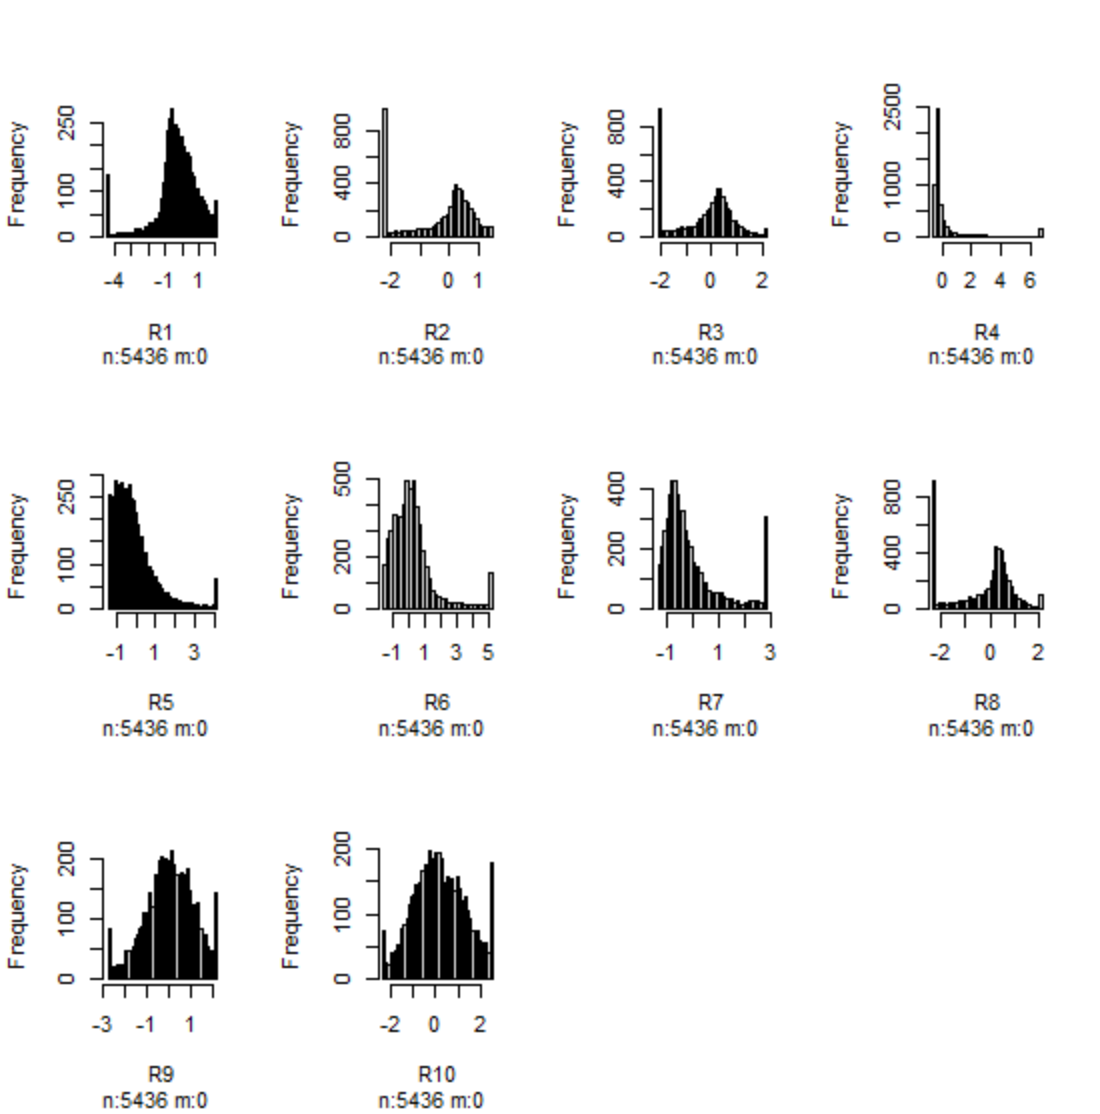 Frequency
250
100
0
-4 -1 1
R1
n:5436 m:0
Frequency
800
400
0
-2 0 1
R2
n:5436 m:0
Frequency
800
400
0
-2 0 2
R3
n:5436 m:0
Frequency
2500
1000
0
0 2 4 6
R4
n:5436 m:0
Frequency
250
100
0
-1 1 3
R5
n:5436 m:0
Frequency
500
200
0
-1 1 3 5
R6
n:5436 m:0
Frequency
400
200
0
-1 1 3
R7
n:5436 m:0
Frequency
800
400
0
-2 0 2
R8
n:5436 m:0
Frequency
200
100
0
-3 -1 1
R9
n:5436 m:0
Frequency
200
100
0
-2 0 2
R10
n:5436 m:0